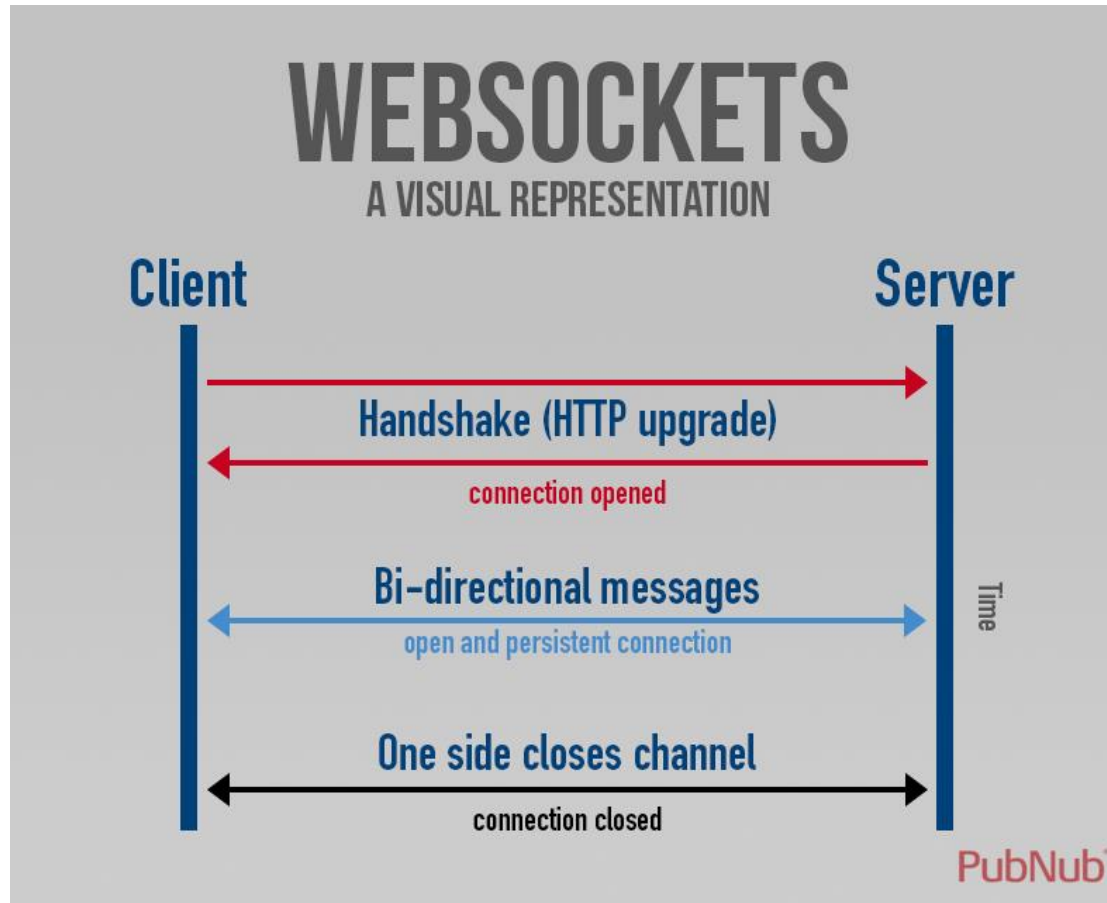 WEBSOCKETS
A VISUAL REPRESENTATION
Client
Server
Handshake (HTTP upgrade)
connection opened
Bi-directional messages
open and persistent connection
Time
One side closes channel
connection closed
PubNub